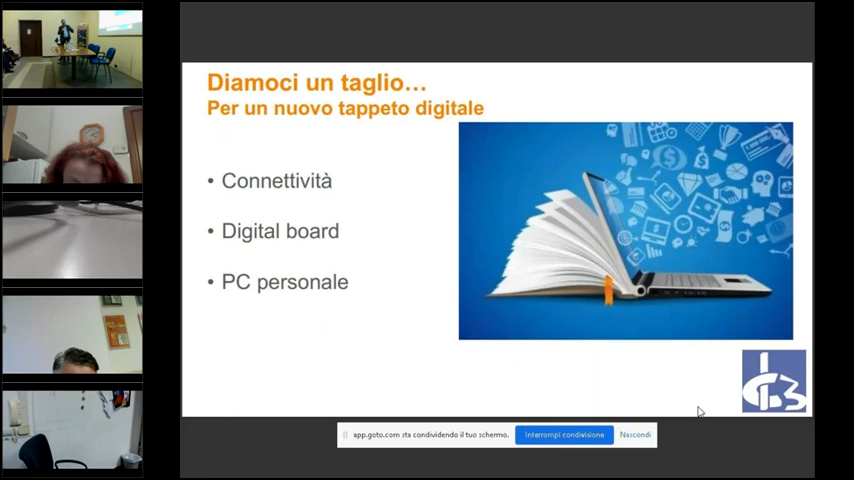 Diamoci un taglio...
Per un nuovo tappeto digitale
• Connettività
• Digital board
• PC personale
app.goto.com sta condividendo il tuo schermo.
Interrompi condivisione
Nascondi